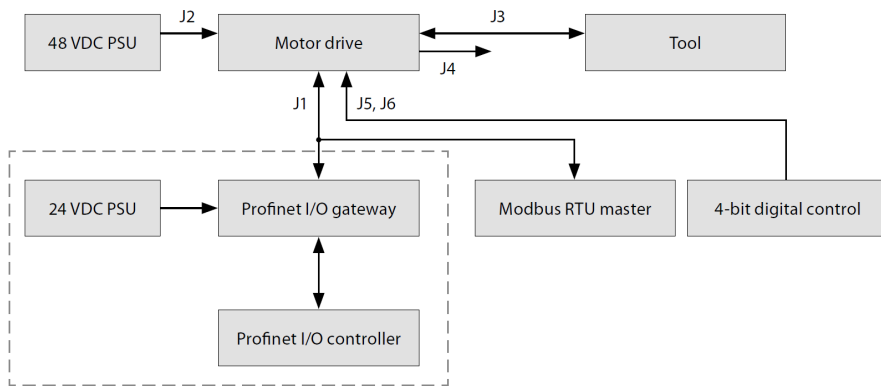 J2
J3
48 VDC PSU
Motor drive
Tool
J4
J1
J5, J6
24 VDC PSU
Profinet I/O gateway
Modbus RTU master
4-bit digital control
Profinet I/O controller